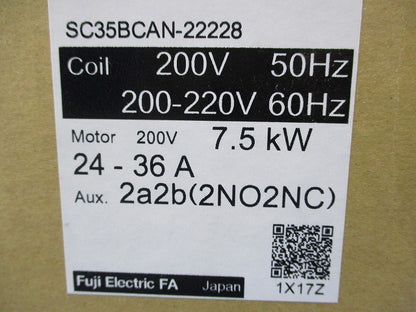 SC35BCAN-22228
Coil 200V 50Hz
200-220V 60Hz
Motor 200V 7.5 kW
24 - 36 A
Aux. 2a2b(2NO2NC)
Fuji Electric FA Japan 1X17Z